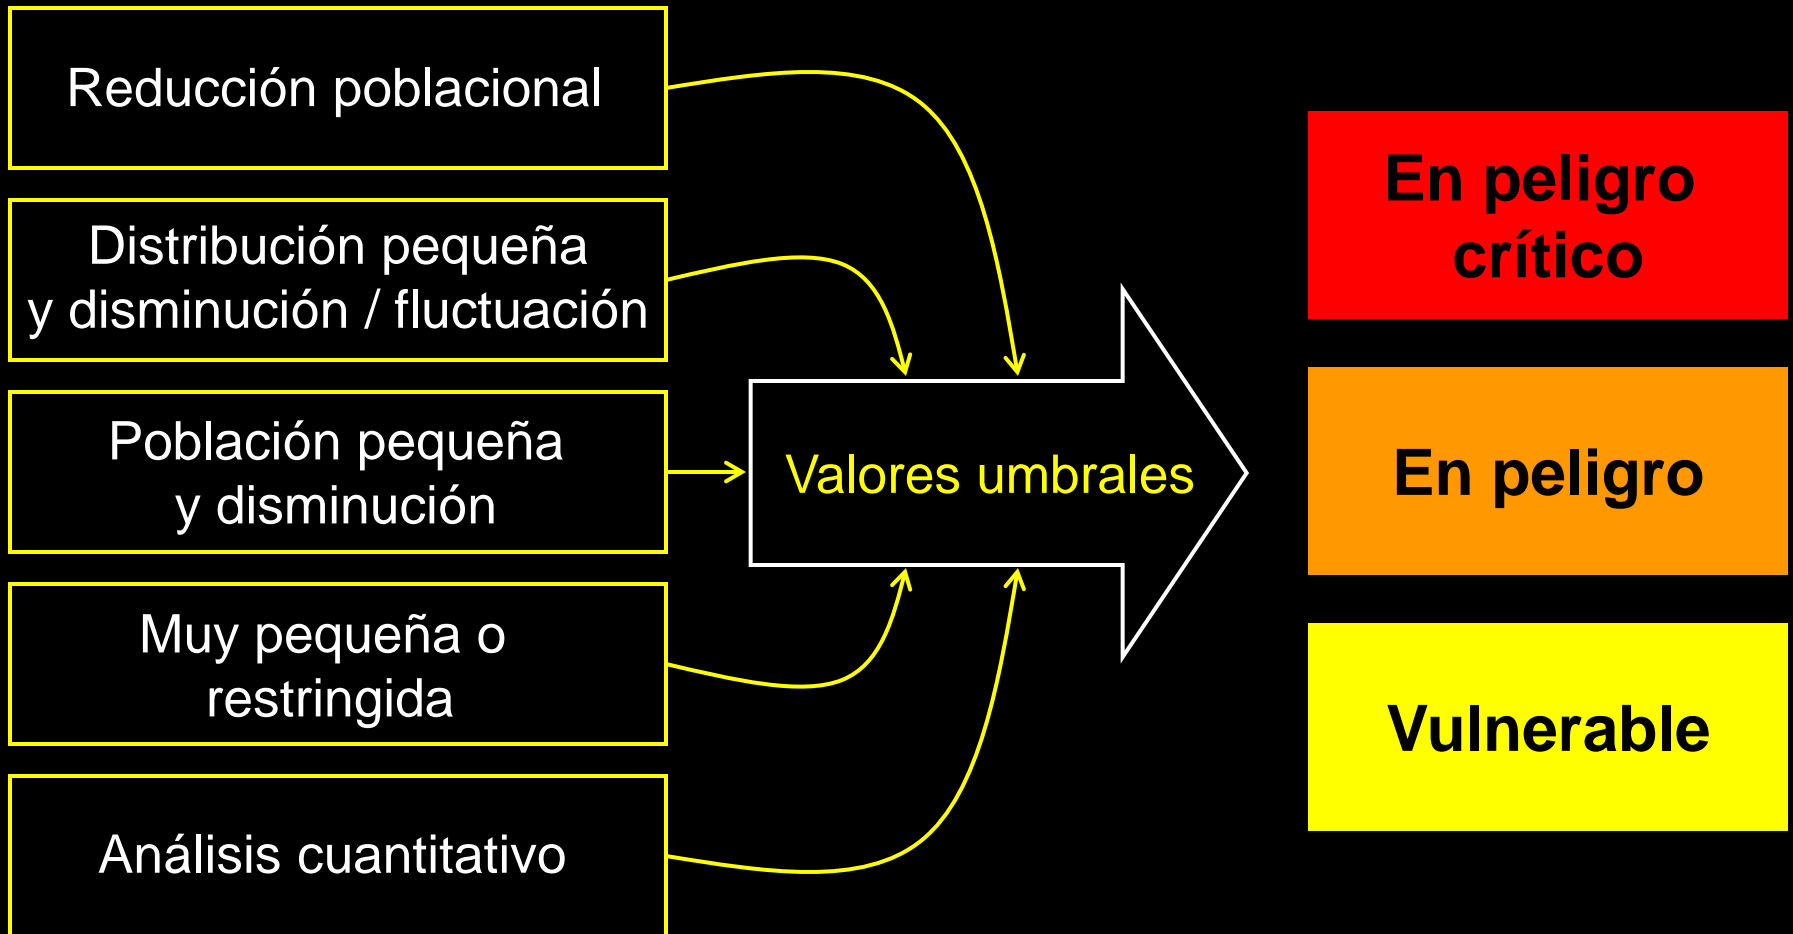 Reducción poblacional
Distribución pequeña
y disminución / fluctuación
Población pequeña
y disminución
Muy pequeña o
restringida
Análisis cuantitativo
Valores umbrales
En peligro
crítico
En peligro
Vulnerable